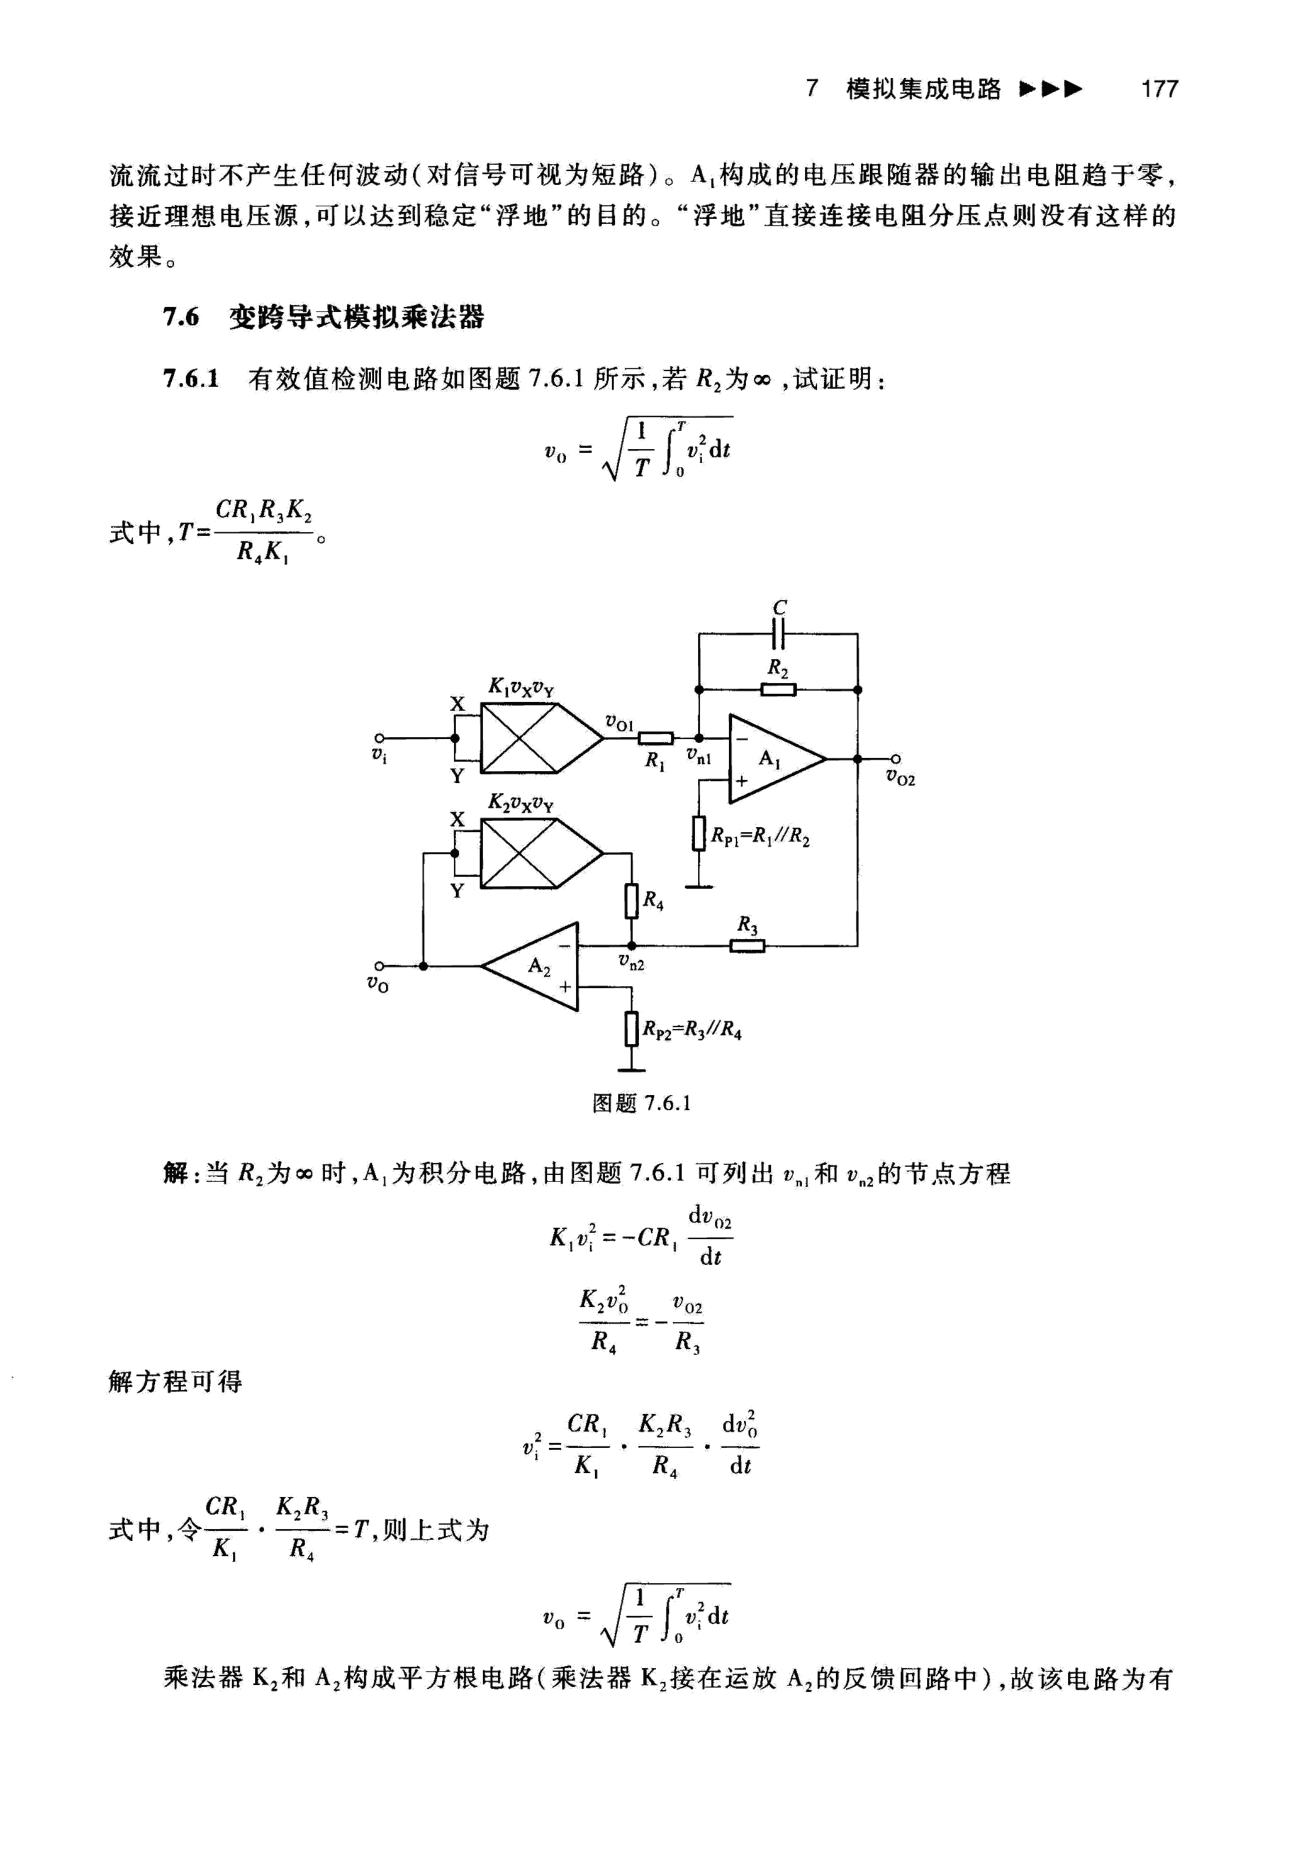 7 模拟集成电路 ▶▶▶ 177
流流过时不产生任何波动(对信号可视为短路)。A₁构成的电压跟随器的输出电阻趋于零,
接近理想电压源,可以达到稳定“浮地”的目的。“浮地”直接连接电阻分压点则没有这样的
效果。
7.6 变跨导式模拟乘法器
7.6.1 有效值检测电路如图题 7.6.1 所示,若 R₂为∞,试证明:
v_O = √(1/T ∫₀ᵀ v_i² dt)
式中,T=CR₁R₃K₂/R₄K₁。
C
R₂
K₁v_Xv_Y
X
v_O1
v_i
R₁
v_n1
A₁
v_O2
Y
K₂v_Xv_Y
X
R_P1=R₁//R₂
Y
R₄
R₃
A₂
v_n2
v_O
R_P2=R₃//R₄
图题 7.6.1
解:当 R₂为∞时,A₁为积分电路,由图题 7.6.1 可列出 v_n1和 v_n2的节点方程
K₁v_i² = -CR₁ dv_O2/dt
K₂v_O²/R₄ = -v_O2/R₃
解方程可得
v_i² = CR₁/K₁ · K₂R₃/R₄ · dv_O²/dt
式中,令 CR₁/K₁ · K₂R₃/R₄ = T,则上式为
v_O = √(1/T ∫₀ᵀ v_i² dt)
乘法器 K₂和 A₂构成平方根电路(乘法器 K₂接在运放 A₂的反馈回路中),故该电路为有